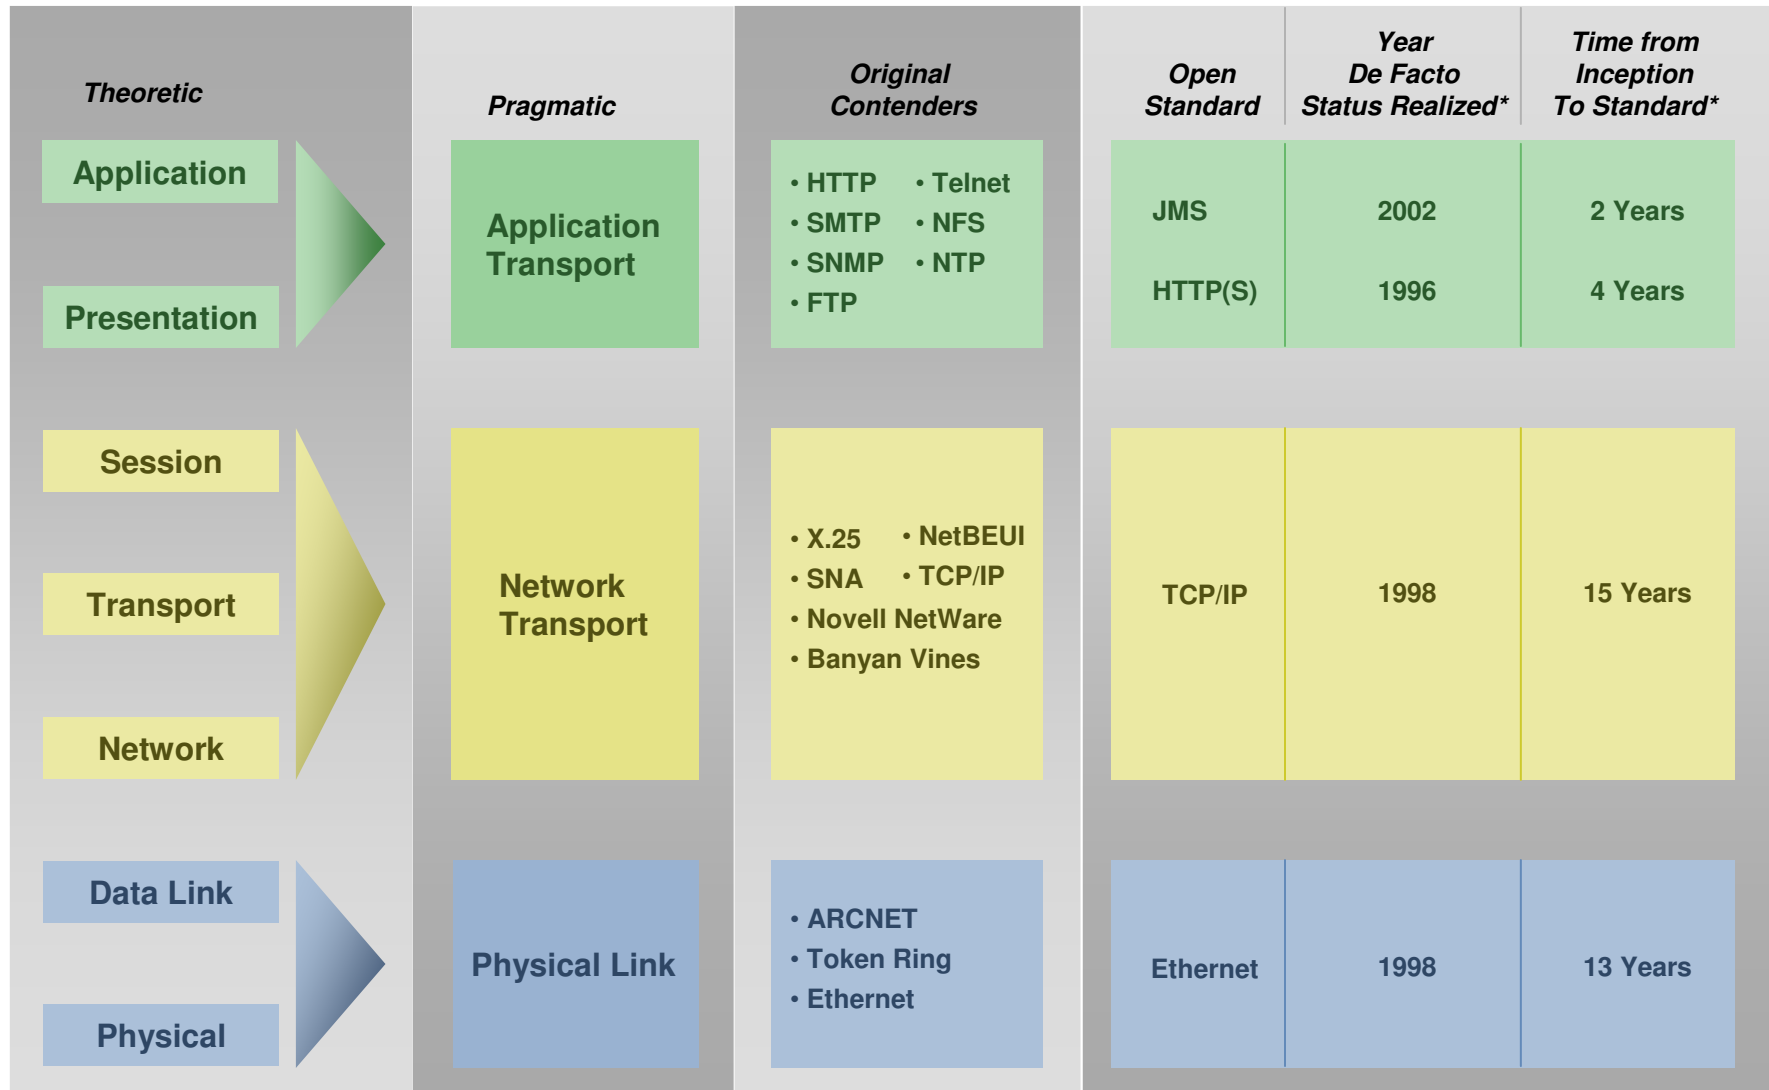 Theoretic
Pragmatic
Original
Contenders
Open
Standard
Year
De Facto
Status Realized*
Time from
Inception
To Standard*
Application
Presentation
Application
Transport
• HTTP • Telnet
• SMTP • NFS
• SNMP • NTP
• FTP
JMS 2002 2 Years
HTTP(S) 1996 4 Years
Session
Transport
Network
Network
Transport
• X.25 • NetBEUI
• SNA • TCP/IP
• Novell NetWare
• Banyan Vines
TCP/IP 1998 15 Years
Data Link
Physical
Physical Link
• ARCNET
• Token Ring
• Ethernet
Ethernet 1998 13 Years